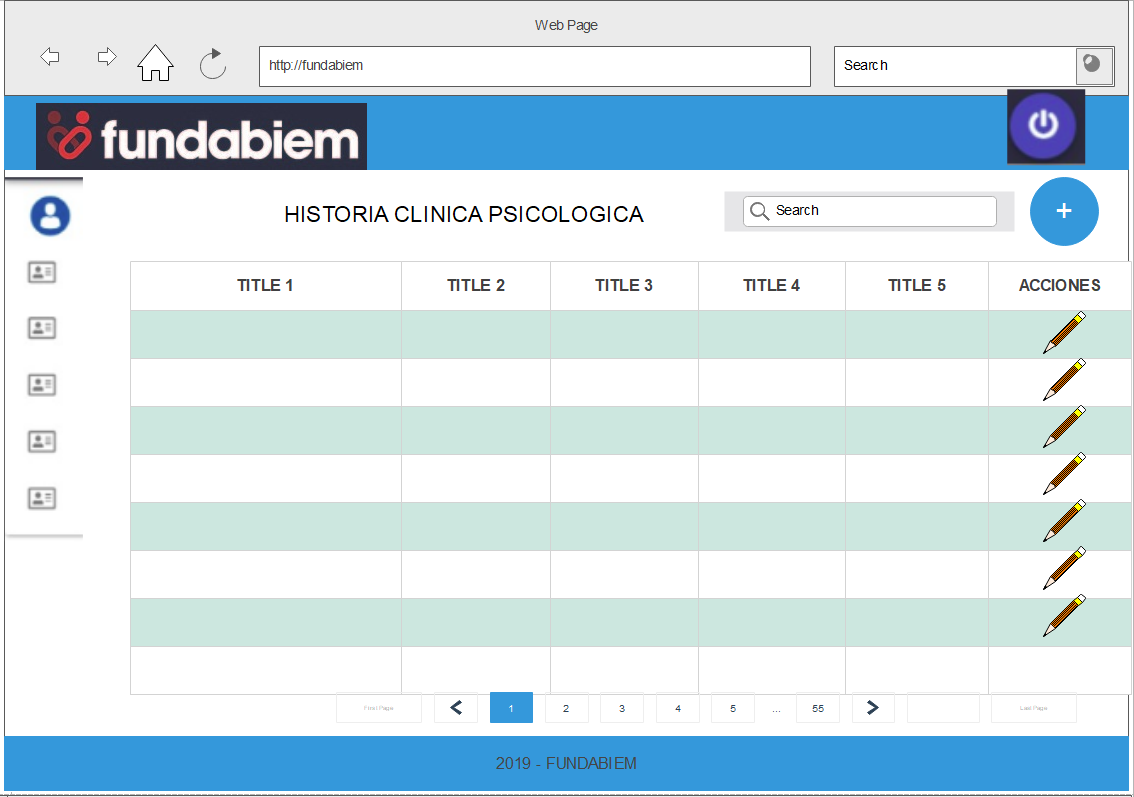 Web Page
http://fundabiem
Search
fundabiem
HISTORIA CLINICA PSICOLOGICA
Search
+
TITLE 1
TITLE 2
TITLE 3
TITLE 4
TITLE 5
ACCIONES
First Page
1
2
3
4
5
...
55
Last Page
2019 - FUNDABIEM